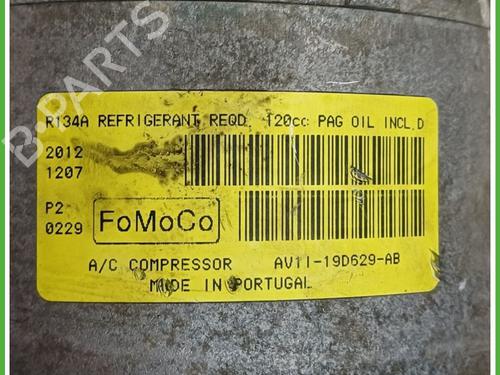 B-PARTS
R134A REFRIGERANT REQD. 120cc PAG OIL INCL.D
2012
1207
P2
0229
FoMoCo
A/C COMPRESSOR AV11-19D629-AB
MADE IN PORTUGAL